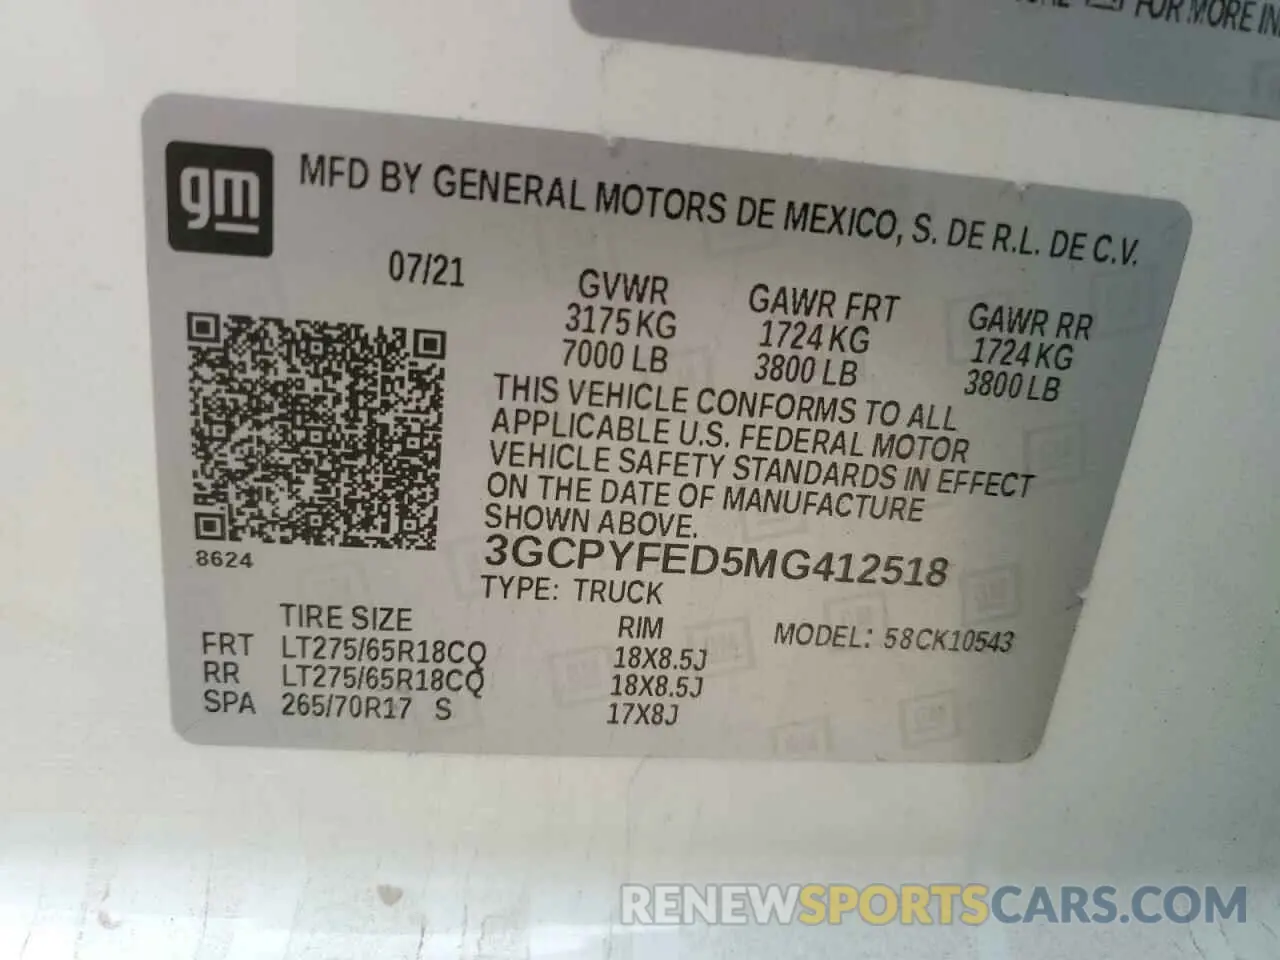 FOR MORE
gm
MFD BY GENERAL MOTORS DE MEXICO, S. DE R.L. DE C.V.
07/21
GVWR GAWR FRT GAWR RR
3175 KG 1724 KG 1724 KG
7000 LB 3800 LB 3800 LB
THIS VEHICLE CONFORMS TO ALL
APPLICABLE U.S. FEDERAL MOTOR
VEHICLE SAFETY STANDARDS IN EFFECT
ON THE DATE OF MANUFACTURE
SHOWN ABOVE.
8624
3GCPYFED5MG412518
TYPE: TRUCK
TIRE SIZE RIM MODEL: 58CK10543
FRT LT275/65R18CQ 18X8.5J
RR LT275/65R18CQ 18X8.5J
SPA 265/70R17 S 17X8J
RENEWSPORTSCARS.COM